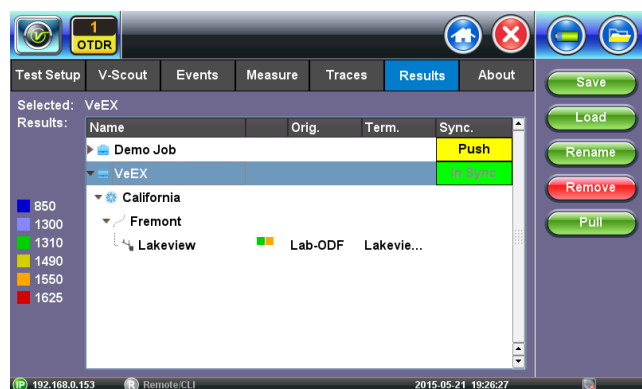 1
OTDR
Test Setup V-Scout Events Measure Traces Results About
Selected: VeEX
Results:
Name Orig. Term. Sync.
Demo Job Push
VeEX In Sync
California
Fremont
Lakeview Lab-ODF Lakevie...
850
1300
1310
1490
1550
1625
Save
Load
Rename
Remove
Pull
IP 192.168.0.153 R Remote/CLI 2015-05-21 19:26:27